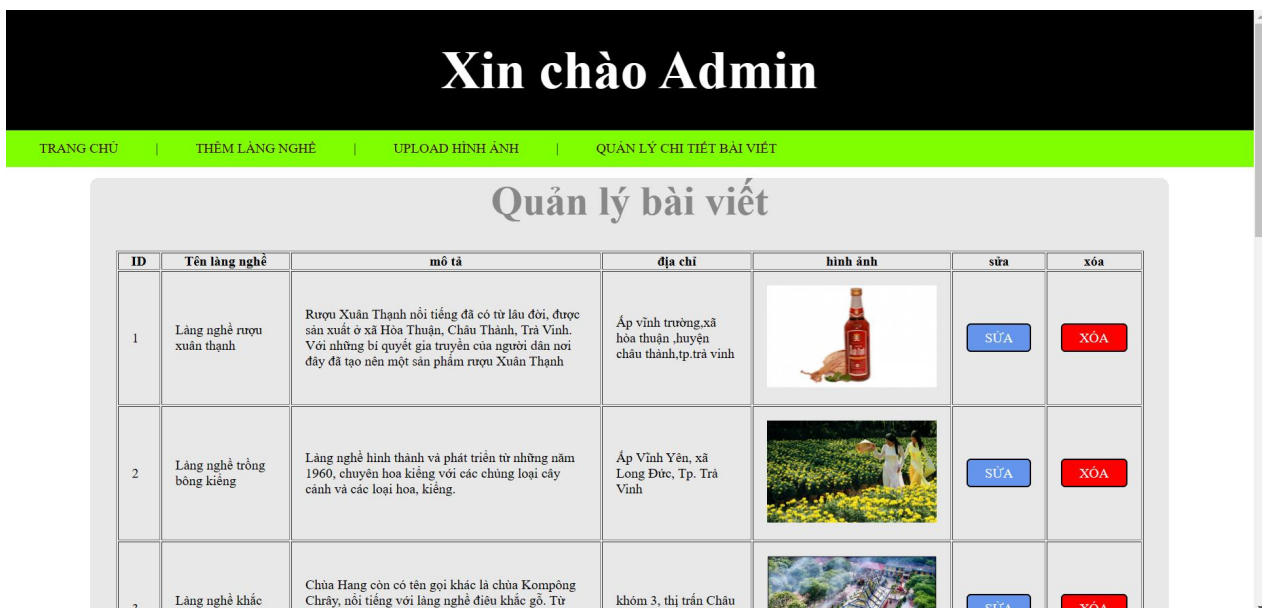 Xin chào Admin
TRANG CHỦ | THÊM LÀNG NGHỀ | UPLOAD HÌNH ẢNH | QUẢN LÝ CHI TIẾT BÀI VIẾT
Quản lý bài viết
ID Tên làng nghề mô tả địa chỉ hình ảnh sửa xóa
1
Làng nghề rượu
xuân thạnh
Rượu Xuân Thạnh nổi tiếng đã có từ lâu đời, được
sản xuất ở xã Hòa Thuận, Châu Thành, Trà Vinh.
Với những bí quyết gia truyền của người dân nơi
đây đã tạo nên một sản phẩm rượu Xuân Thạnh
Ấp vĩnh trường,xã
hòa thuận ,huyện
châu thành,tp.trà vinh
SỬA
XÓA
2
Làng nghề trồng
bông kiểng
Làng nghề hình thành và phát triển từ những năm
1960, chuyên hoa kiểng với các chủng loại cây
cảnh và các loại hoa, kiểng.
Ấp Vĩnh Yên, xã
Long Đức, Tp. Trà
Vinh
SỬA
XÓA
3
Làng nghề khắc
Chùa Hang còn có tên gọi khác là chùa Kompông
Chrây, nổi tiếng với làng nghề điêu khắc gỗ. Từ
khóm 3, thị trấn Châu
SỬA
XÓA